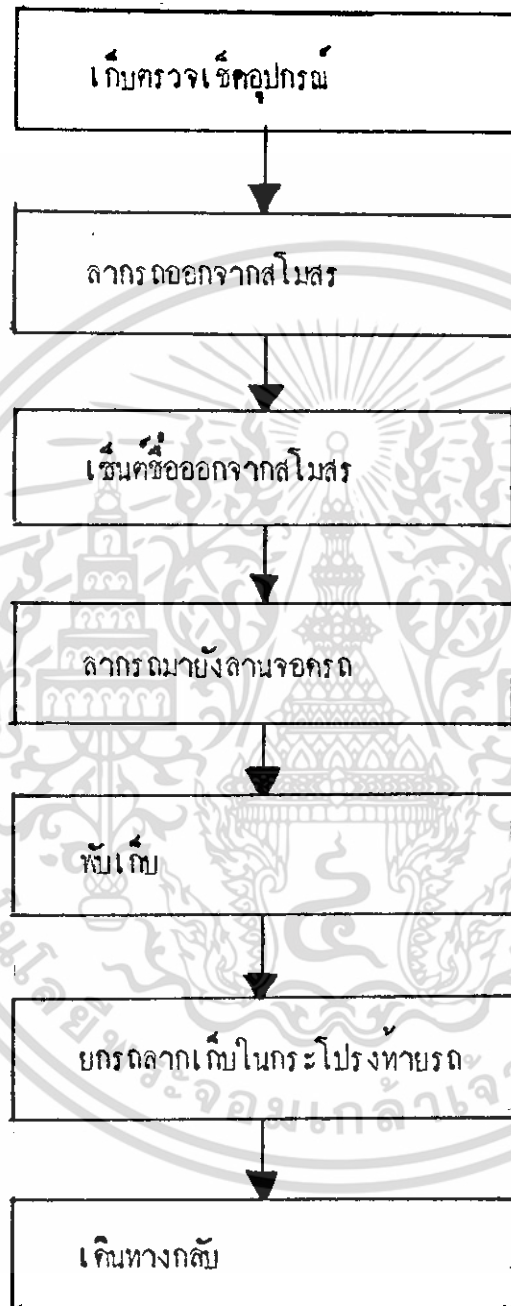 เก็บตรวจเช็คอุปกรณ์
ลากรถออกจากสโมสร
เซ็นต์ชื่อออกจากสโมสร
ลากรถมายังลานจอดรถ
พับเก็บ
ยกรถลากเก็บในกระโปรงท้ายรถ
เดินทางกลับ